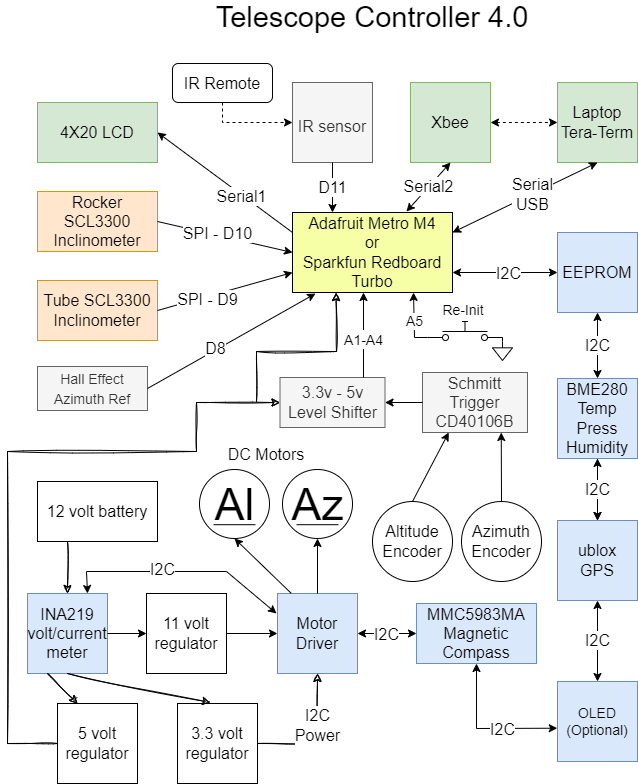 Telescope Controller 4.0
IR Remote
4X20 LCD
IR sensor
Xbee
Laptop
Tera-Term
Serial1
D11
Serial2
Serial
USB
Rocker
SCL3300
Inclinometer
SPI - D10
Adafruit Metro M4
or
Sparkfun Redboard
Turbo
I2C
EEPROM
Tube SCL3300
Inclinometer
SPI - D9
D8
A1-A4
A5
Re-Init
I2C
Hall Effect
Azimuth Ref
3.3v - 5v
Level Shifter
Schmitt
Trigger
CD40106B
BME280
Temp
Press
Humidity
DC Motors
Al
Az
I2C
12 volt battery
Altitude
Encoder
Azimuth
Encoder
ublox
GPS
I2C
INA219
volt/current
meter
11 volt
regulator
Motor
Driver
I2C
MMC5983MA
Magnetic
Compass
I2C
5 volt
regulator
3.3 volt
regulator
I2C
Power
I2C
OLED
(Optional)